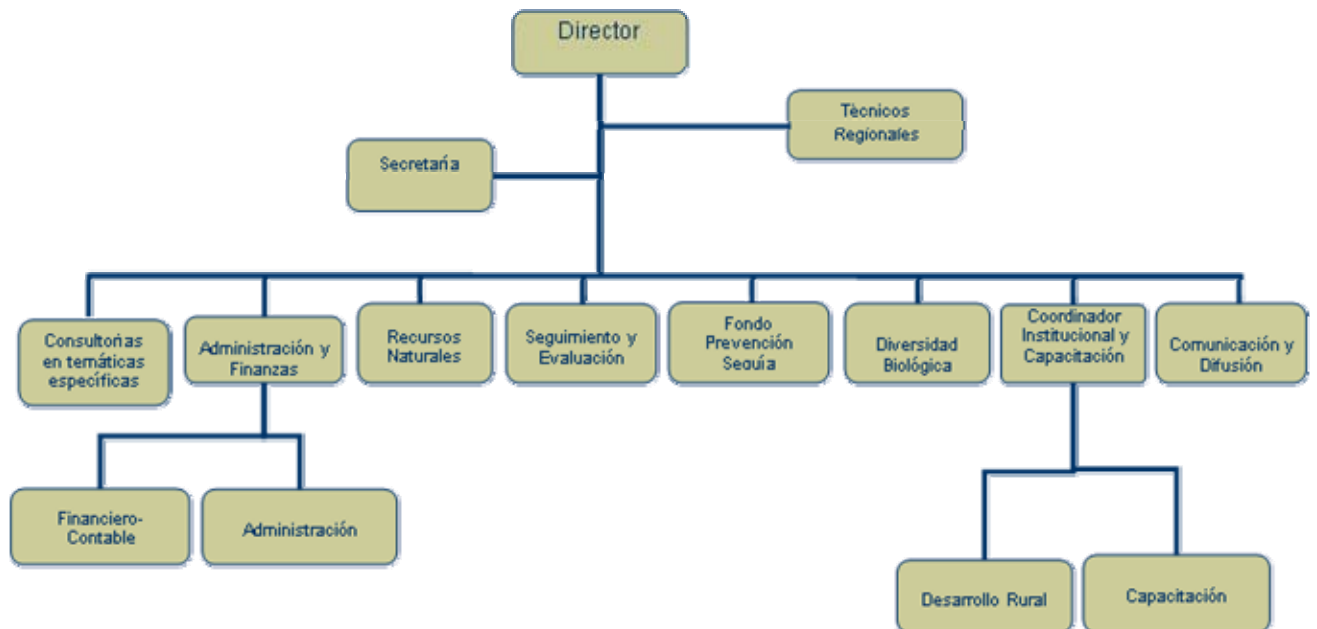 Director
Tècnicos
Regionales
Secretaría
Consultorías
en temáticas
específicas
Administración y
Finanzas
Recursos
Naturales
Seguimiento y
Evaluación
Fondo
Prevención
Sequía
Diversidad
Biológica
Coordinador
Institucional y
Capacitación
Comunicación y
Difusión
Financiero-
Contable
Administración
Desarrollo Rural
Capacitación